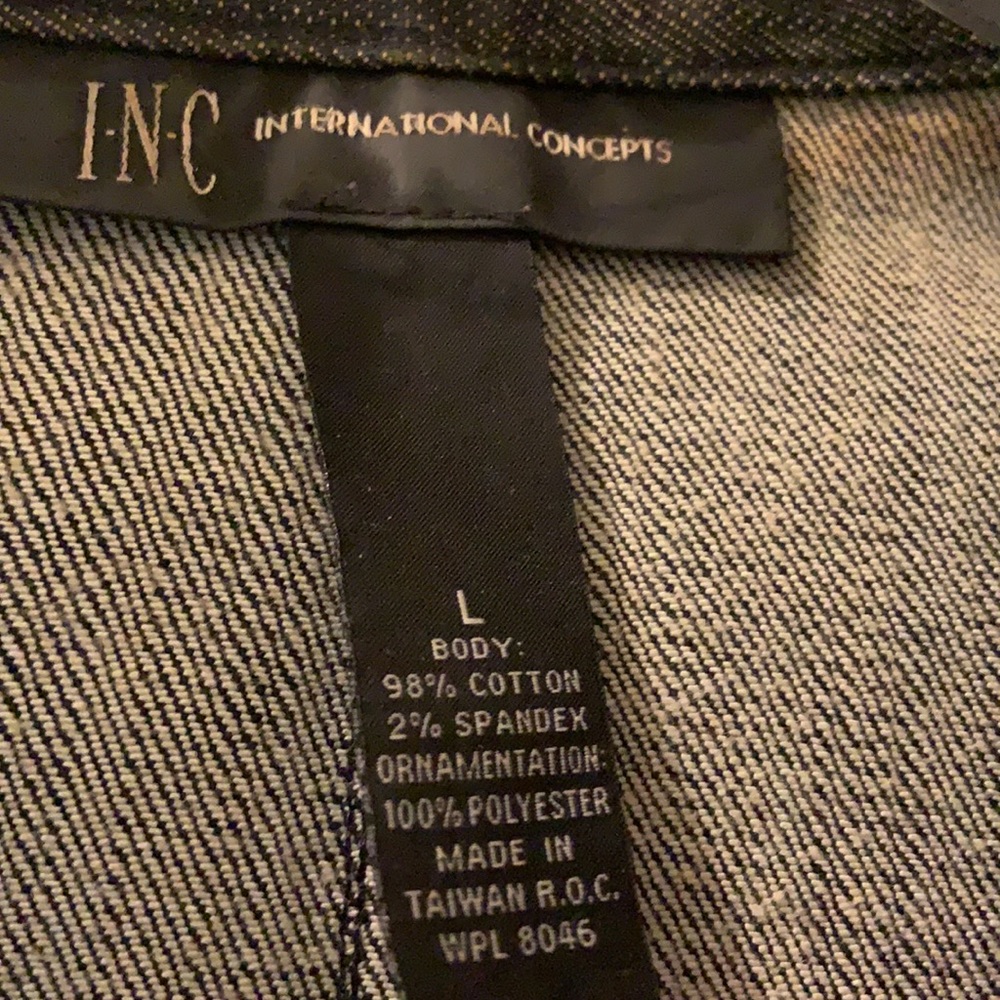 I·N·C INTERNATIONAL CONCEPTS
L
BODY:
98% COTTON
2% SPANDEX
ORNAMENTATION:
100% POLYESTER
MADE IN
TAIWAN R.O.C.
WPL 8046